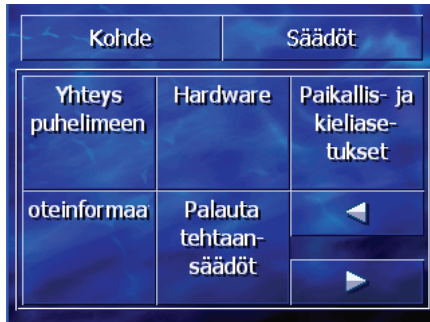 Kohde
Säädöt
Yhteys
puhelimeen
Hardware
Paikallis- ja
kieliase-
tukset
oteinformaa
Palauta
tehtaan-
säädöt